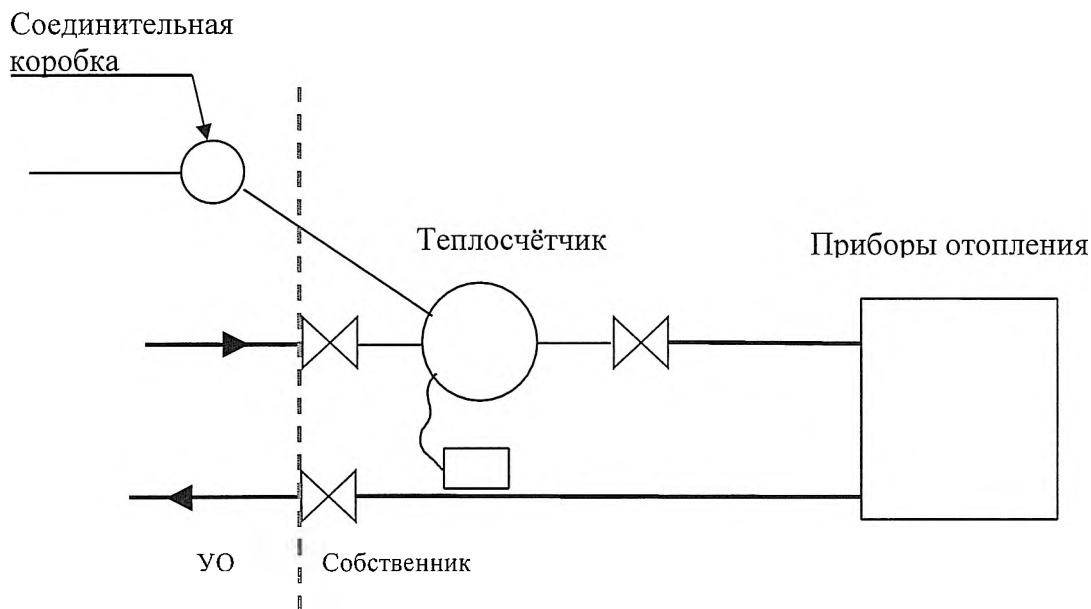 Соединительная
коробка
Теплосчётчик
Приборы отопления
УО
Собственник